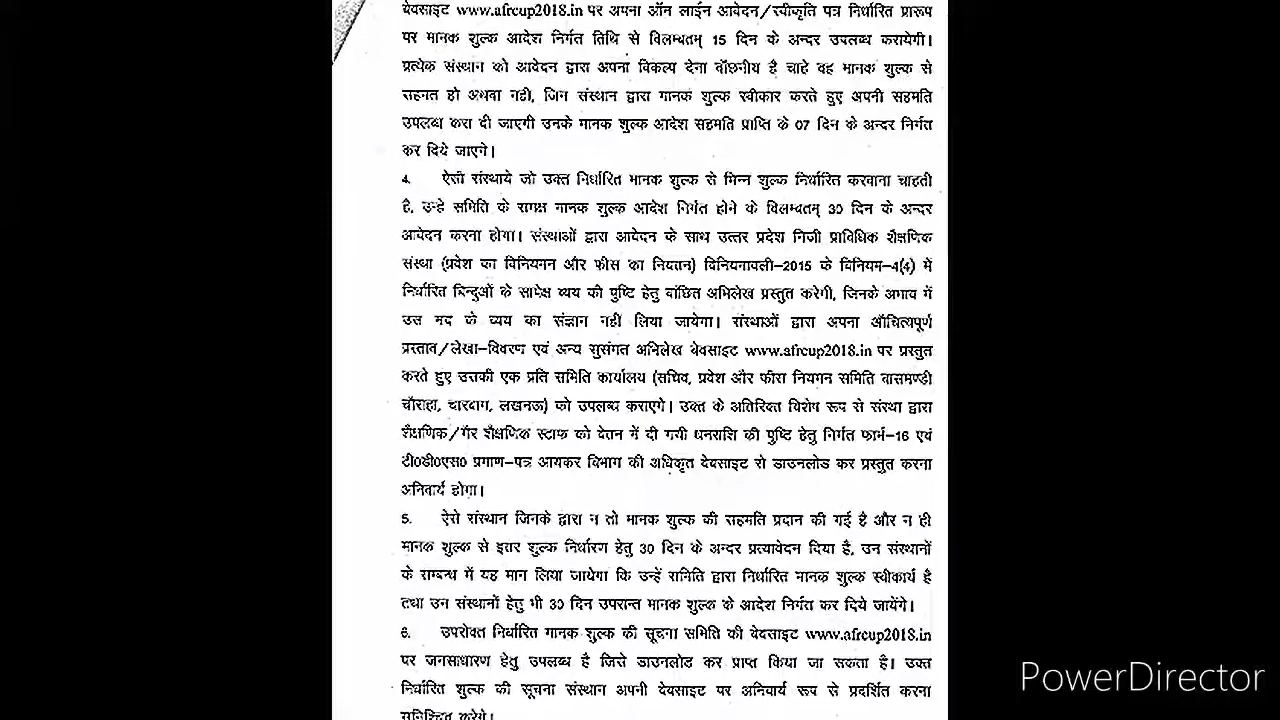 वेबसाइट www.afrcup2018.in पर अपना ऑन लाईन आवेदन/स्वीकृति पत्र निर्धारित प्रारूप
पर मानक शुल्क आदेश निर्गत तिथि से विलम्बतम् 15 दिन के अन्दर उपलब्ध करायेगी।
प्रत्येक संस्थान को आवेदन द्वारा अपना विकल्प देना वाँछनीय है चाहे वह मानक शुल्क से
सहमत हो अथवा नही, जिन संस्थान द्वारा मानक शुल्क स्वीकार करते हुए अपनी सहमति
उपलब्ध करा दी जाएगी उनके मानक शुल्क आदेश सहमति प्राप्ति के 07 दिन के अन्दर निर्गत
कर दिये जाएगे।
4. ऐसी संस्थाये जो उक्त निर्धारित मानक शुल्क से भिन्न शुल्क निर्धारित करवाना चाहती
है, उन्हे समिति के समक्ष मानक शुल्क आदेश निर्गत होने के विलम्बतम् 30 दिन के अन्दर
आवेदन करना होगा। संस्थाओं द्वारा आवेदन के साथ उत्तर प्रदेश निजी प्राविधिक शैक्षणिक
संस्था (प्रवेश का विनियमन और फीस का नियतन) विनियनावली–2015 के विनियम–4(4) में
निर्धारित बिन्दुओं के सापेक्ष व्यय की पुष्टि हेतु वांछित अभिलेख प्रस्तुत करेगी, जिनके अभाव में
उस मद के व्यय का संज्ञान नही लिया जायेगा। संस्थाओं द्वारा अपना औचित्यपूर्ण
प्रस्ताव/लेखा–विवरण एवं अन्य सुसंगत अभिलेख वेबसाइट www.afrcup2018.in पर प्रस्तुत
करते हुए उसकी एक प्रति समिति कार्यालय (सचिव, प्रवेश और फीस नियमन समिति बासमण्डी
चौराहा, चारबाग, लखनऊ) को उपलब्ध कराएगे। उक्त के अतिरिक्त विशेष रूप से संस्था द्वारा
शैक्षणिक/गैर शैक्षणिक स्टाफ को वेतन में दी गयी धनराशि की पुष्टि हेतु निर्गत फार्म–16 एवं
टी0डी0एस0 प्रमाण–पत्र आयकर विभाग की अधिकृत वेबसाइट से डाउनलोड कर प्रस्तुत करना
अनिवार्य होगा।
5. ऐसे संस्थान जिनके द्वारा न तो मानक शुल्क की सहमति प्रदान की गई है और न ही
मानक शुल्क से इतर शुल्क निर्धारण हेतु 30 दिन के अन्दर प्रत्यावेदन दिया है, उन संस्थानों
के सम्बन्ध में यह मान लिया जायेगा कि उन्हें समिति द्वारा निर्धारित मानक शुल्क स्वीकार्य है
तथा उन संस्थानों हेतु भी 30 दिन उपरान्त मानक शुल्क के आदेश निर्गत कर दिये जायेंगे।
6. उपरोक्त निर्धारित मानक शुल्क की सूचना समिति की वेबसाइट www.afrcup2018.in
पर जनसाधारण हेतु उपलब्ध है जिसे डाउनलोट कर प्राप्त किया जा सकता है। उक्त
निर्धारित शुल्क की सूचना संस्थान अपनी वेबसाइट पर अनिवार्य रूप से प्रदर्शित करना
सुनिश्चित करेगे।
PowerDirector